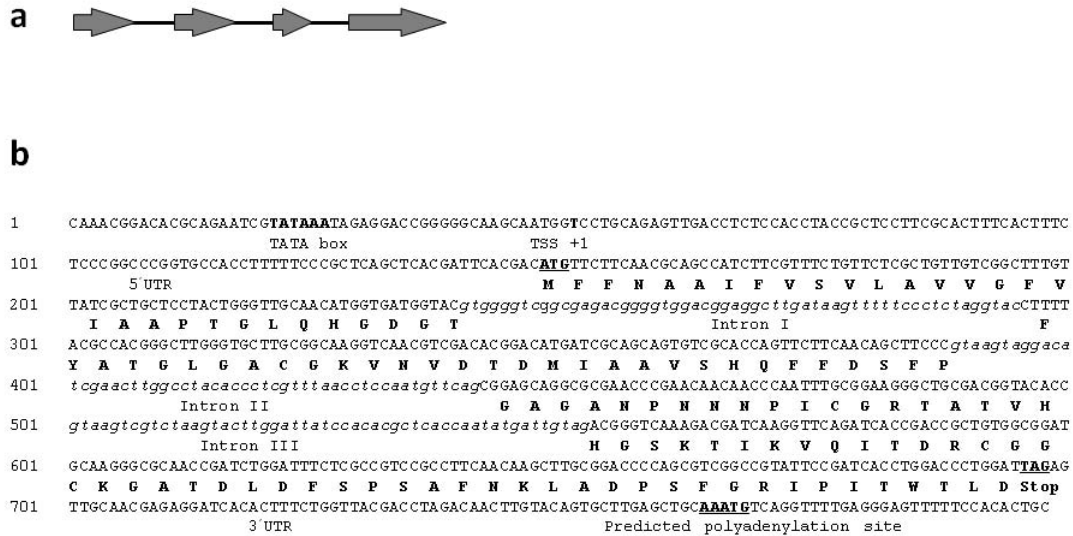 a
b
1 CAAACGGACACGCAGAATCGTATAAATAGAGGACCGGGGGCAAGCAATGGTCCTGCAGAGTTGACCTCTCCACCTACCGCTCCTTCGCACTTTCACTTTC
TATA box TSS +1
101 TCCCGGCCCGGTGCCACCTTTTTCCCGCTCAGCTCACGATTCACGACATGTTCTTCAACGCAGCCATCTTCGTTTCTGTTCTCGCTGTTGTCGGCTTTGT
5´UTR M F F N A A I F V S V L A V V G F V
201 TATCGCTGCTCCTACTGGGTTGCAACATGGTGATGGTACgtggggtcggcgagacggggtggacggaggcttgataagtttttccctctaggtacCTTTT
I A A P T G L Q H G D G T Intron I F
301 ACGCCACGGGCTTGGGTGCTTGCGGCAAGGTCAACGTCGACACGGACATGATCGCAGCAGTGTCGCACCAGTTCTTCAACAGCTTCCCgtaagtaggaca
Y A T G L G A C G K V N V D T D M I A A V S H Q F F D S F P
401 tcgaacttggcctacaccctcgtttaacctccaatgttcagCGGAGCAGGCGCGAACCCGAACAACAACCCAATTTGCGGAAGGGCTGCGACGGTACACC
Intron II G A G A N P N N N P I C G R T A T V H
501 gtaagtcgtctaagtacttggattatccacacgctcaccaatatgattgtagACGGGTCAAAGACGATCAAGGTTCAGATCACCGACCGCTGTGGCGGAT
Intron III H G S K T I K V Q I T D R C G G
601 GCAAGGGCGCAACCGATCTGGATTTCTCGCCGTCCGCCTTCAACAAGCTTGCGGACCCCAGCGTCGGCCGTATTCCGATCACCTGGACCCTGGATTAGAG
C K G A T D L D F S P S A F N K L A D P S F G R I P I T W T L D Stop
701 TTGCAACGAGAGGATCACACTTTCTGGTTACGACCTAGACAACTTGTACAGTGCTTGAGCTGCAAATGTCAGGTTTTGAGGGAGTTTTTCCACACTGC
3´UTR Predicted polyadenylation site